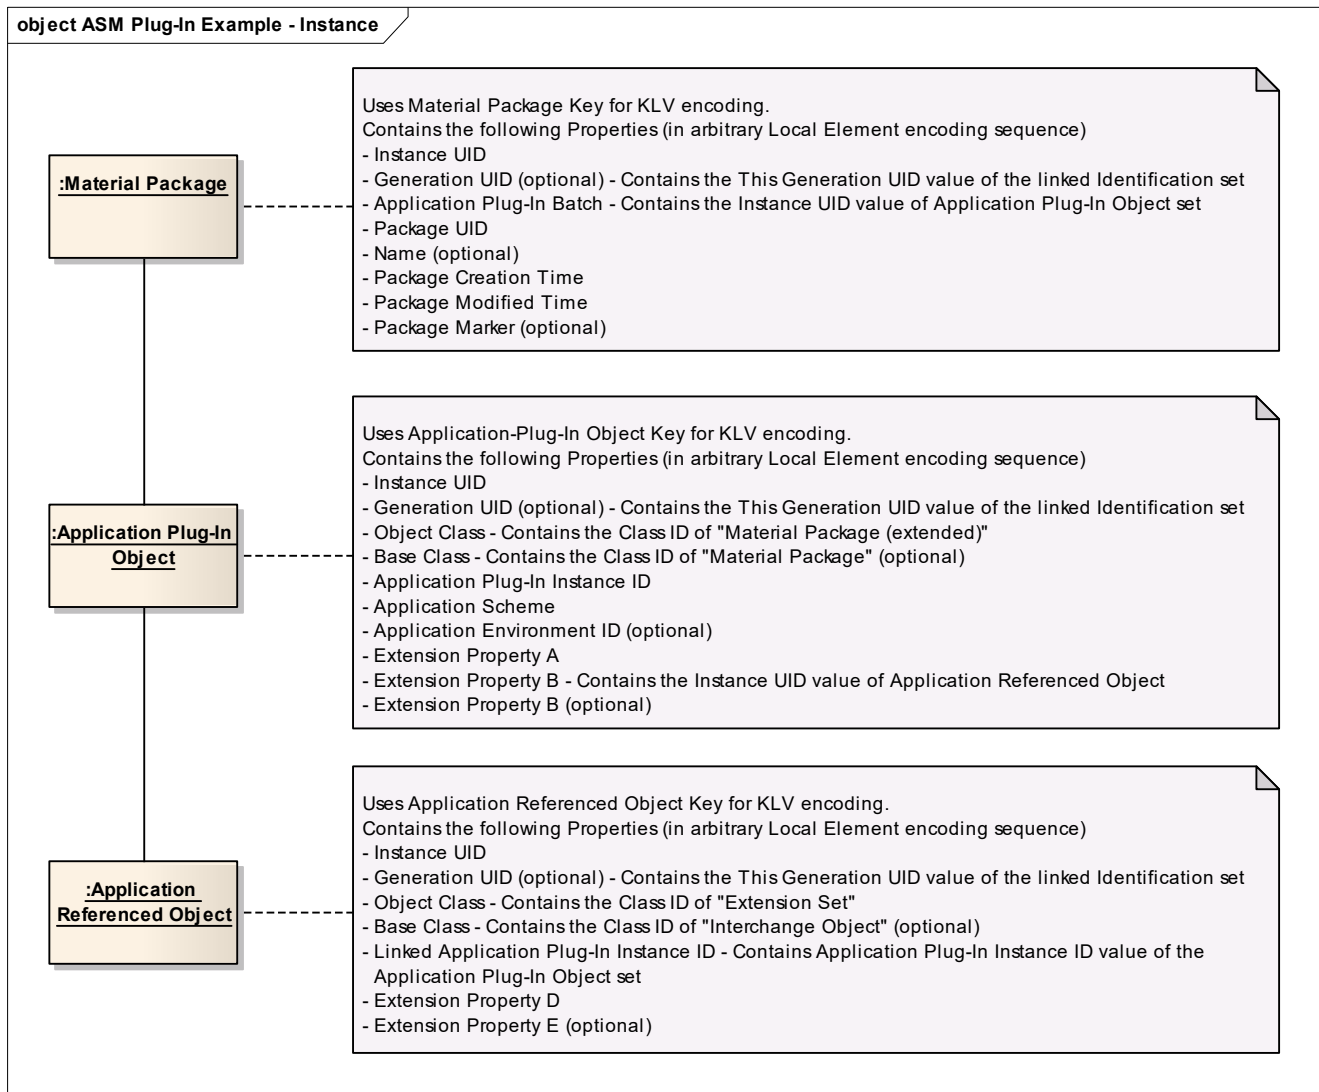 object ASM Plug-In Example - Instance
:Material Package
Uses Material Package Key for KLV encoding.
Contains the following Properties (in arbitrary Local Element encoding sequence)
- Instance UID
- Generation UID (optional) - Contains the This Generation UID value of the linked Identification set
- Application Plug-In Batch - Contains the Instance UID value of Application Plug-In Object set
- Package UID
- Name (optional)
- Package Creation Time
- Package Modified Time
- Package Marker (optional)
:Application Plug-In
Object
Uses Application-Plug-In Object Key for KLV encoding.
Contains the following Properties (in arbitrary Local Element encoding sequence)
- Instance UID
- Generation UID (optional) - Contains the This Generation UID value of the linked Identification set
- Object Class - Contains the Class ID of "Material Package (extended)"
- Base Class - Contains the Class ID of "Material Package" (optional)
- Application Plug-In Instance ID
- Application Scheme
- Application Environment ID (optional)
- Extension Property A
- Extension Property B - Contains the Instance UID value of Application Referenced Object
- Extension Property B (optional)
:Application
Referenced Object
Uses Application Referenced Object Key for KLV encoding.
Contains the following Properties (in arbitrary Local Element encoding sequence)
- Instance UID
- Generation UID (optional) - Contains the This Generation UID value of the linked Identification set
- Object Class - Contains the Class ID of "Extension Set"
- Base Class - Contains the Class ID of "Interchange Object" (optional)
- Linked Application Plug-In Instance ID - Contains Application Plug-In Instance ID value of the
Application Plug-In Object set
- Extension Property D
- Extension Property E (optional)